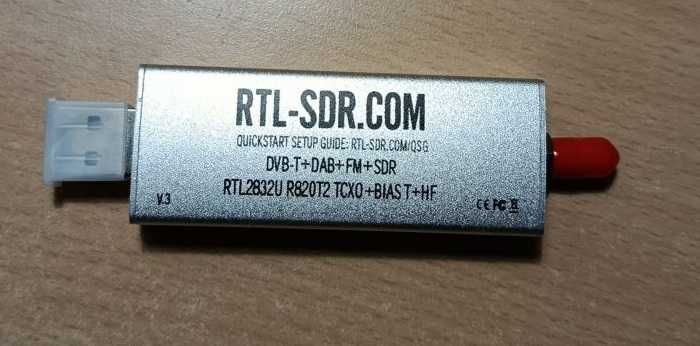 RTL-SDR.COM
QUICKSTART SETUP GUIDE: RTL-SDR.COM/QSG
DVB-T+DAB+FM+SDR
RTL2832U R820T2 TCXO+BIAS T+HF
V.3
CE FC